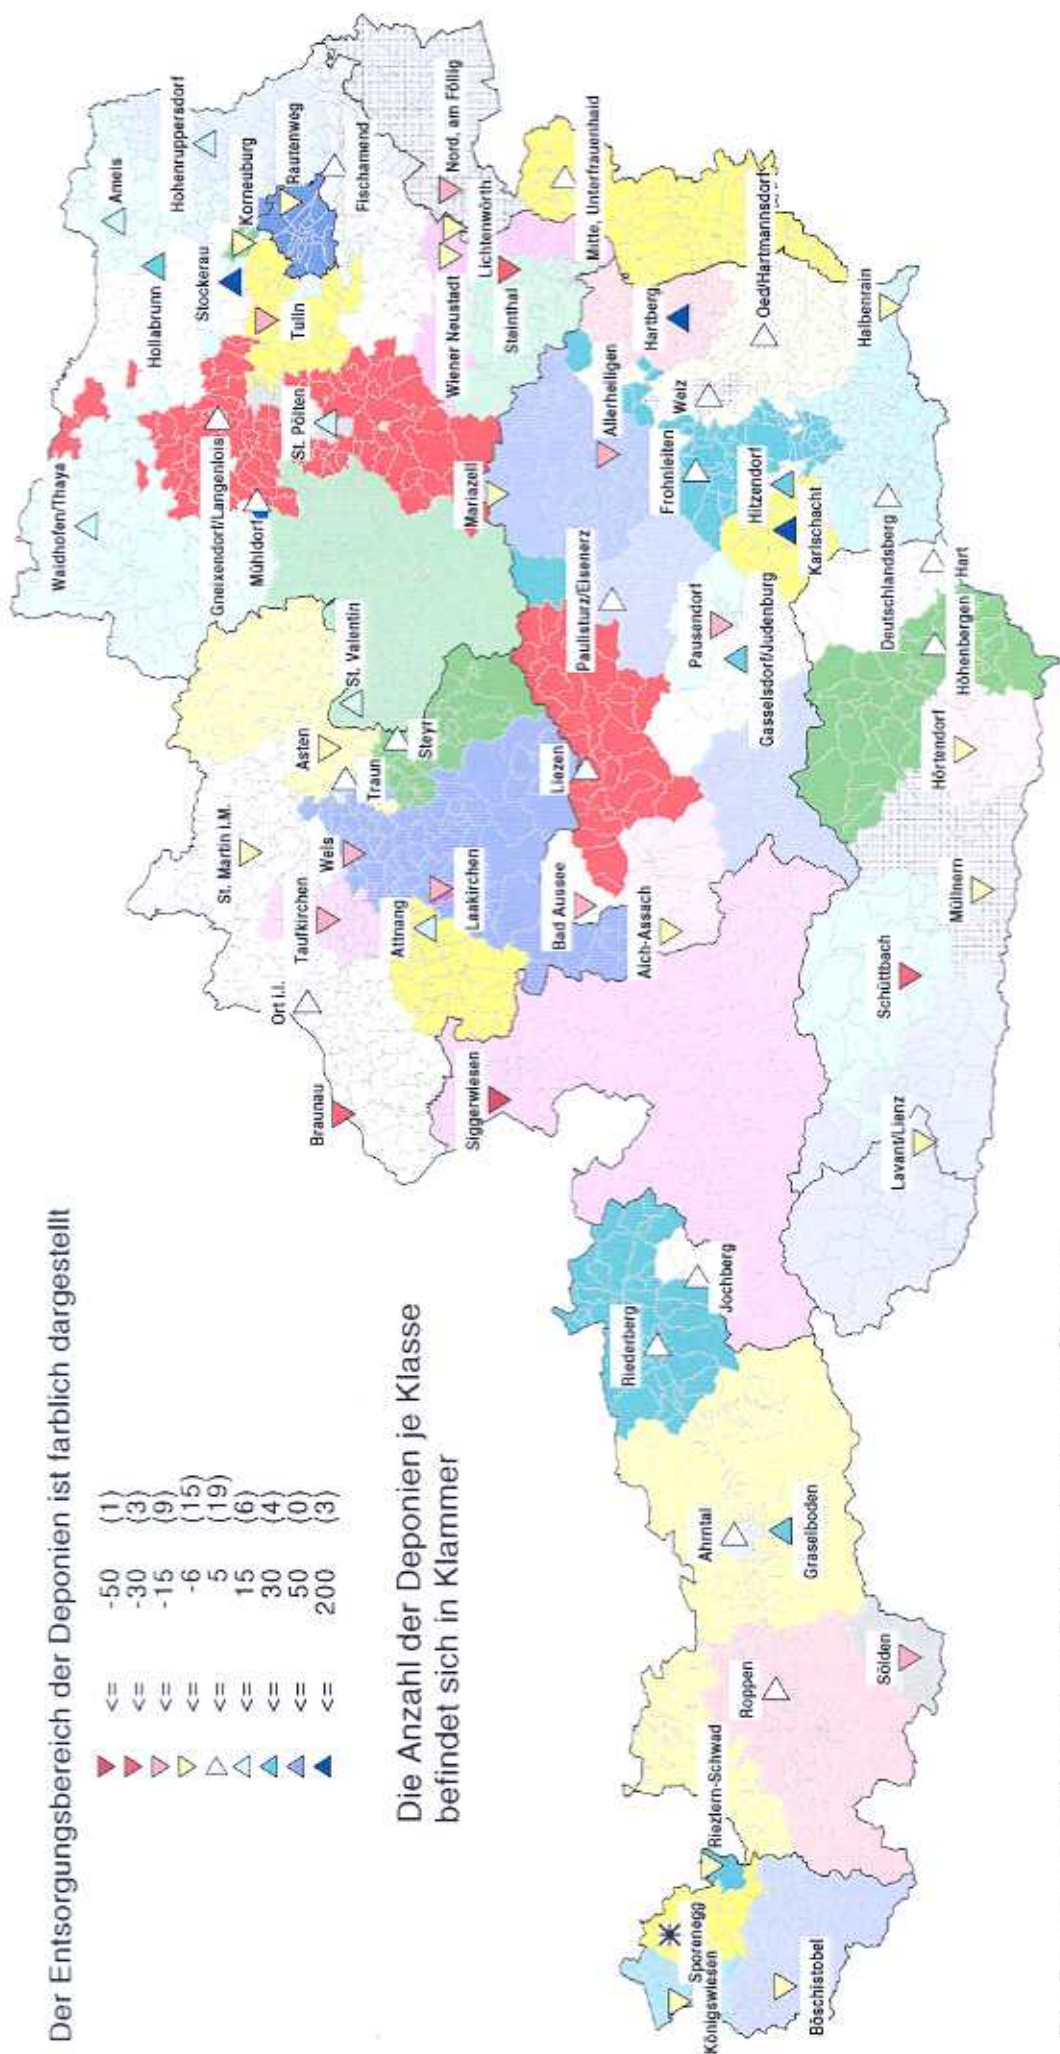 Der Entsorgungsbereich der Deponien ist farblich dargestellt
<= -50 (1)
<= -30 (3)
<= -15 (9)
<= -6 (15)
<= 5 (19)
<= 15 (6)
<= 30 (4)
<= 50 (0)
<= 200 (3)
Die Anzahl der Deponien je Klasse
befindet sich in Klammer
Waidhofen/Thaya
Ameis
Hohenruppersdorf
Hollabrunn
Stockerau
Korneuburg
Rautenweg
Fischamend
Gneixendorf/Langenlois
Mühldorf
St. Pölten
Tulln
Wiener Neustadt
Lichtenwörth
Nord, am Föllig
Steinthal
Mitte, Unterfrauenhaid
St. Valentin
Mariazell
Asten
Traun
Steyr
St. Martin i.M.
Wels
Taufkirchen
Attnang
Laakirchen
Ort i.I.
Braunau
Siggerwiesen
Bad Aussee
Liezen
Aich-Assach
Paulisturz/Eisenerz
Allerheiligen
Hartberg
Oed/Hartmannsdorf
Weiz
Frohnleiten
Hitzendorf
Karlschacht
Halbenrain
Deutschlandsberg
Pausendorf
Gasselsdorf/Judenburg
Hart
Höhenbergen
Hörtendorf
Müllnern
Schüttbach
Lavant/Lienz
Jochberg
Riederberg
Ahrntal
Graselboden
Sölden
Roppen
Riezlern-Schwad
Sporenegg
Königswiesen
Böschistobel